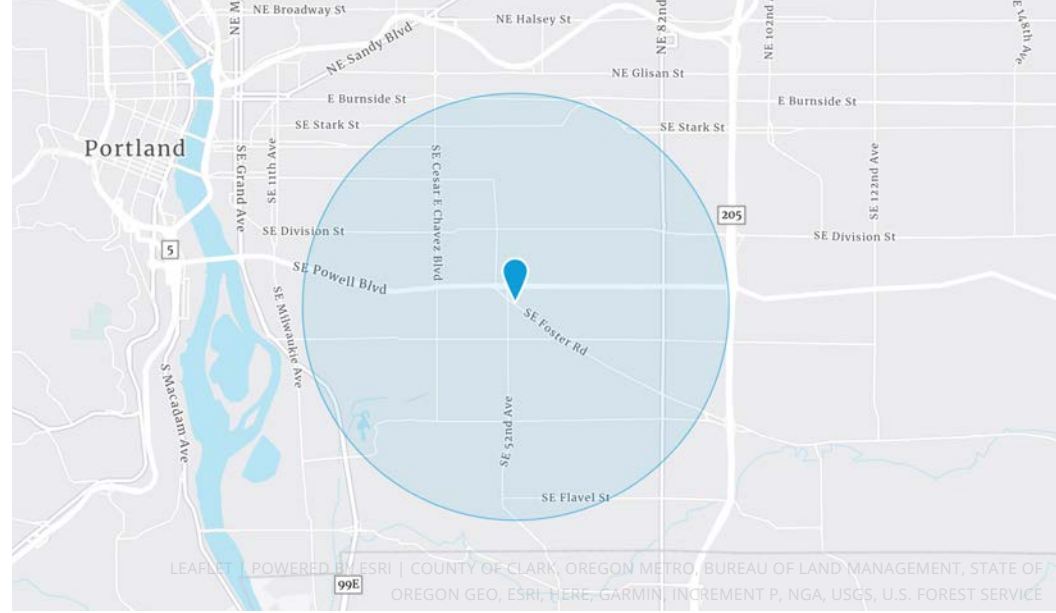 NE Broadway St
NE M
NE Halsey St
NE 82nd
NE 102nd
E 148th Ave
NE Sandy Blvd
NE Glisan St
E Burnside St
E Burnside St
SE Stark St
SE Stark St
Portland
SE Grand Ave
SE 11th Ave
SE Cesar E Chavez Blvd
SE 122nd Ave
205
SE Division St
SE Division St
5
SE Powell Blvd
SE Milwaukie Ave
SE Foster Rd
S Macadam Ave
SE 52nd Ave
SE Flavel St
99E
LEAFLET | POWERED BY ESRI | COUNTY OF CLARK, OREGON METRO, BUREAU OF LAND MANAGEMENT, STATE OF
OREGON GEO, ESRI, HERE, GARMIN, INCREMENT P, NGA, USGS, U.S. FOREST SERVICE